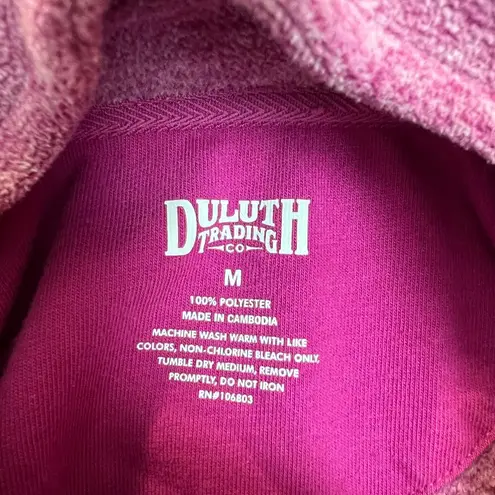 DULUTH
TRADING
CO
M
100% POLYESTER
MADE IN CAMBODIA
MACHINE WASH WARM WITH LIKE
COLORS, NON-CHLORINE BLEACH ONLY.
TUMBLE DRY MEDIUM, REMOVE
PROMPTLY, DO NOT IRON
RN#106803